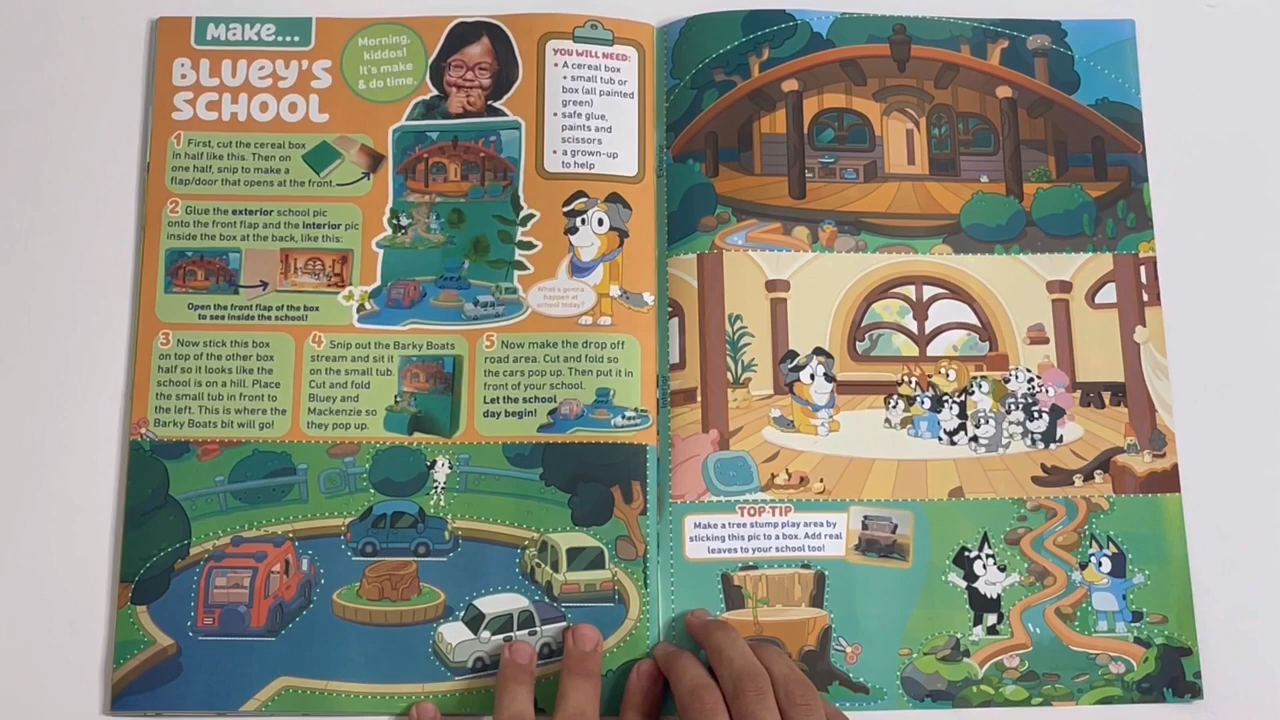 MaKe...
BLUEY'S
SCHOOL
Morning,
kiddos!
It's make
& do time.
YOU WILL NEED:
• A cereal box
+ small tub or
box (all painted
green)
• safe glue,
paints and
scissors
• a grown-up
to help
1 First, cut the cereal box
in half like this. Then on
one half, snip to make a
flap/door that opens at the front.
2 Glue the exterior school pic
onto the front flap and the interior pic
inside the box at the back, like this:
Open the front flap of the box
to see inside the school!
What's gonna
happen at
school today?
3 Now stick this box
on top of the other box
half so it looks like the
school is on a hill. Place
the small tub in front to
the left. This is where the
Barky Boats bit will go!
4 Snip out the Barky Boats
stream and sit it
on the small tub.
Cut and fold
Bluey and
Mackenzie so
they pop up.
5 Now make the drop off
road area. Cut and fold so
the cars pop up. Then put it in
front of your school.
Let the school
day begin!
TOP TIP
Make a tree stump play area by
sticking this pic to a box. Add real
leaves to your school too!